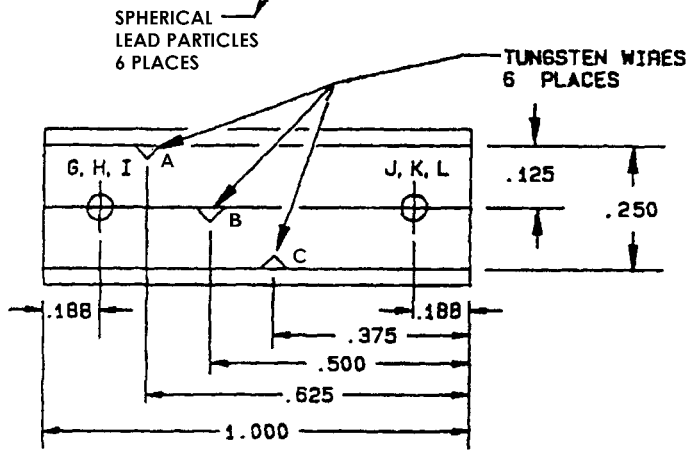 SPHERICAL
LEAD PARTICLES
6 PLACES
TUNGSTEN WIRES
6 PLACES
A
G, H, I
J, K, L
.125
B
.250
C
.188
.188
.375
.500
.625
1.000